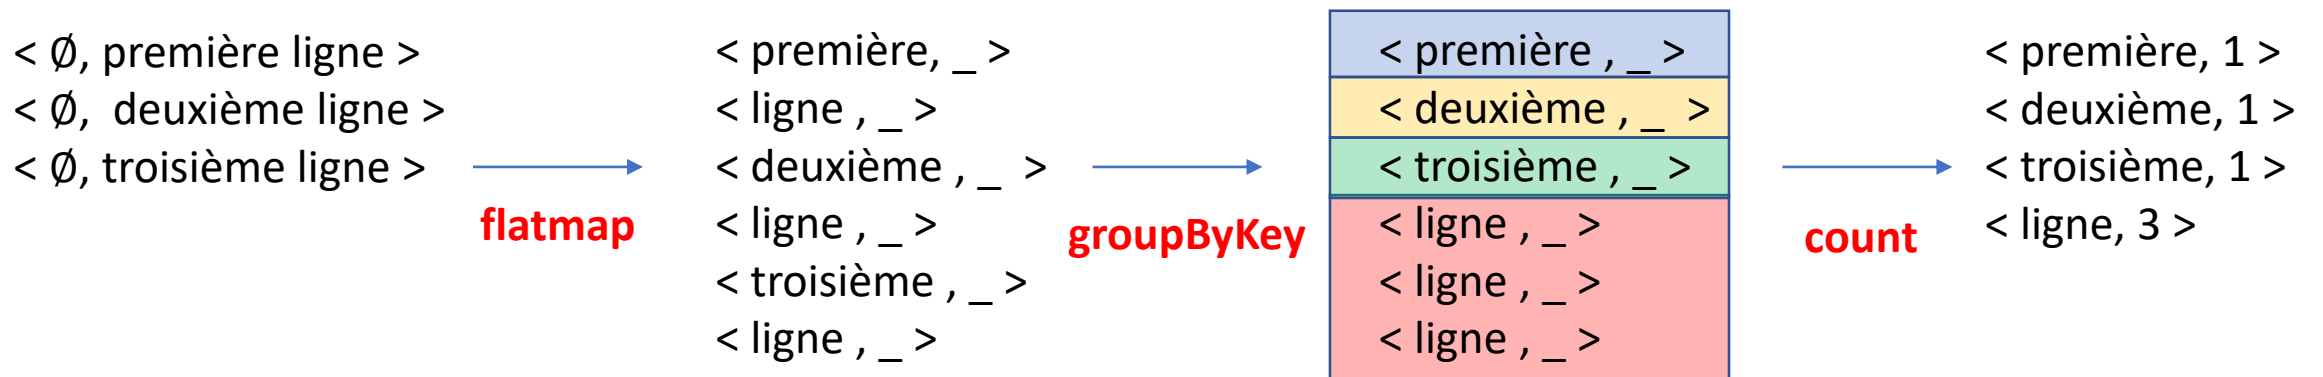 < ∅, première ligne >
< ∅,  deuxième ligne >
< ∅, troisième ligne >
flatmap
< première, _ >
< ligne , _ >
< deuxième , _  >
< ligne , _ >
< troisième , _ >
< ligne , _ >
groupByKey
< première , _ >
< deuxième , _  >
< troisième , _ >
< ligne , _ >
< ligne , _ >
< ligne , _ >
count
< première, 1 >
< deuxième, 1 >
< troisième, 1 >
< ligne, 3 >